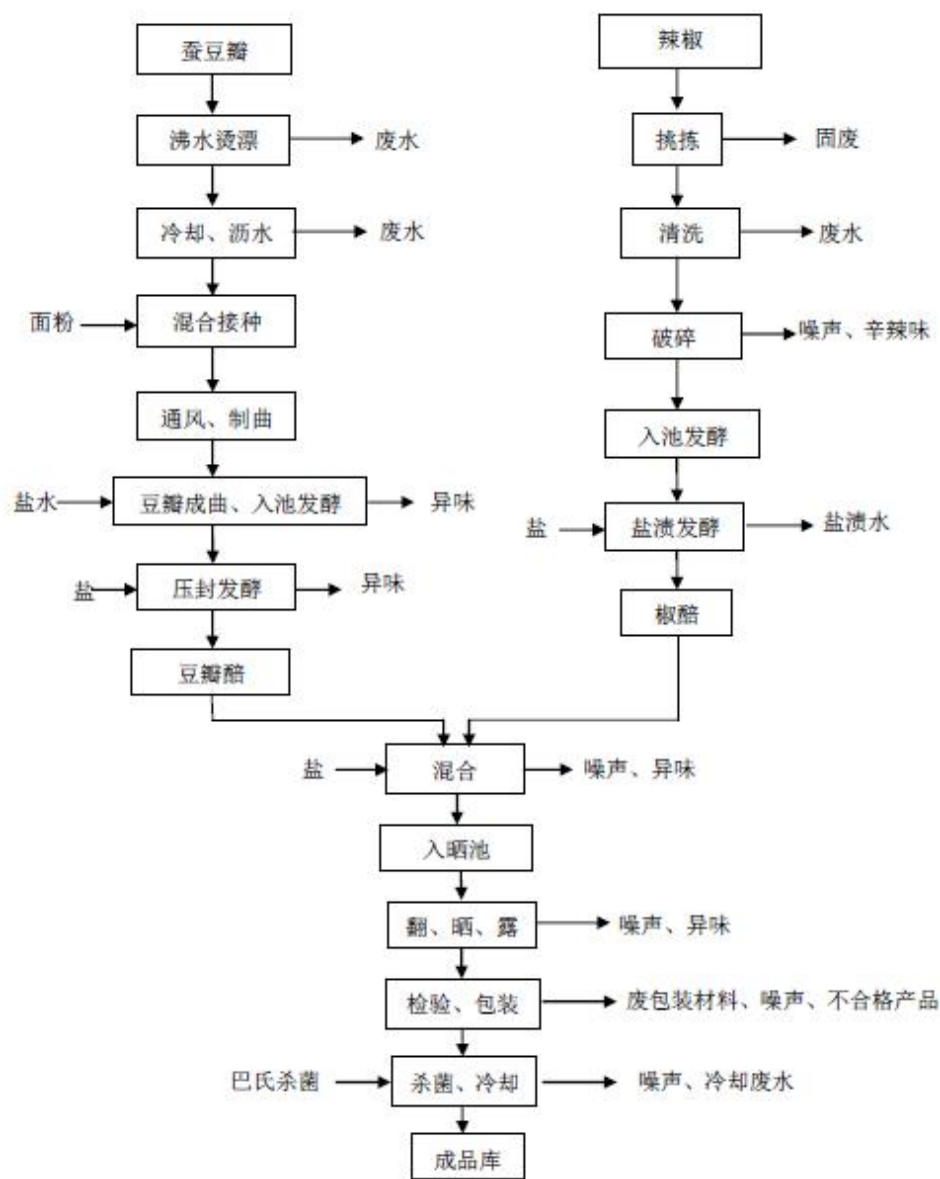 蚕豆瓣
沸水烫漂
废水
冷却、沥水
废水
面粉
混合接种
通风、制曲
盐水
豆瓣成曲、入池发酵
异味
盐
压封发酵
异味
豆瓣醅
辣椒
挑拣
固废
清洗
废水
破碎
噪声、辛辣味
入池发酵
盐
盐渍发酵
盐渍水
椒醅
盐
混合
噪声、异味
入晒池
翻、晒、露
噪声、异味
检验、包装
废包装材料、噪声、不合格产品
巴氏杀菌
杀菌、冷却
噪声、冷却废水
成品库